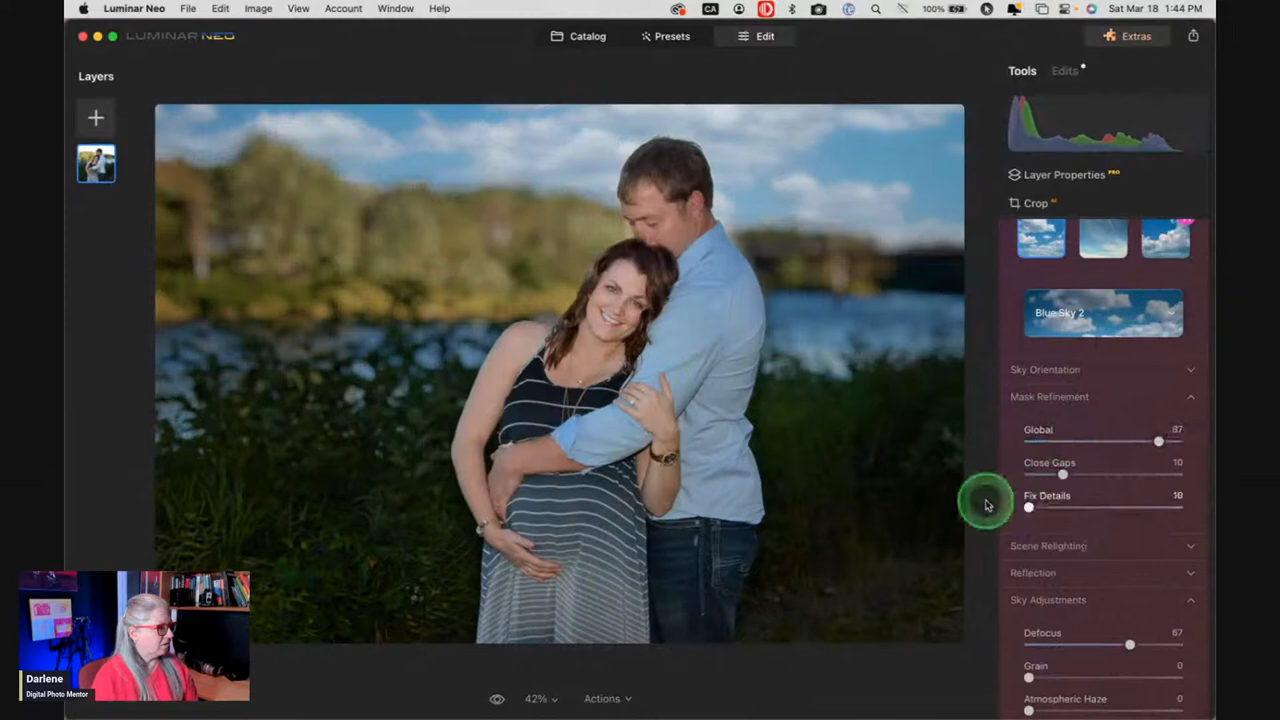 Luminar Neo File Edit Image View Account Window Help CA 100% Sat Mar 18 1:44 PM
LUMINAR NEO Catalog Presets Edit Extras
Layers
Tools Edits
Layer Properties PRO
Crop
Blue Sky 2
Sky Orientation
Mask Refinement
Global 87
Close Gaps 10
Fix Details
Scene Relighting
Reflection
Sky Adjustments
Defocus 67
Grain 0
Atmospheric Haze 0
42% Actions
Darlene
Digital Photo Mentor